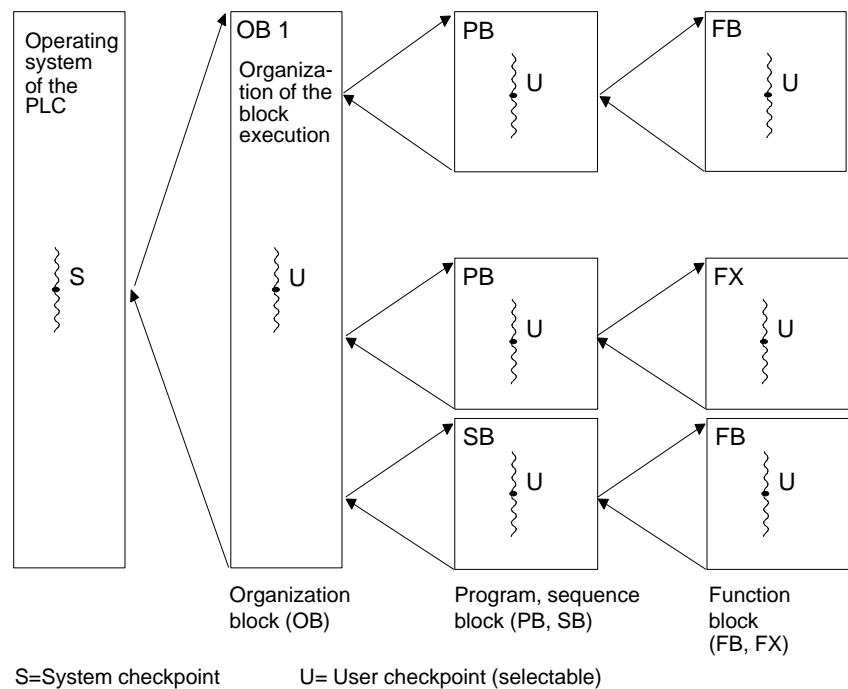 Operating
system
of the
PLC
S
OB 1
Organiza-
tion of the
block
execution
U
PB
U
FB
U
PB
U
FX
U
SB
U
FB
U
Organization
block (OB)
Program, sequence
block (PB, SB)
Function
block
(FB, FX)
S=System checkpoint
U= User checkpoint (selectable)